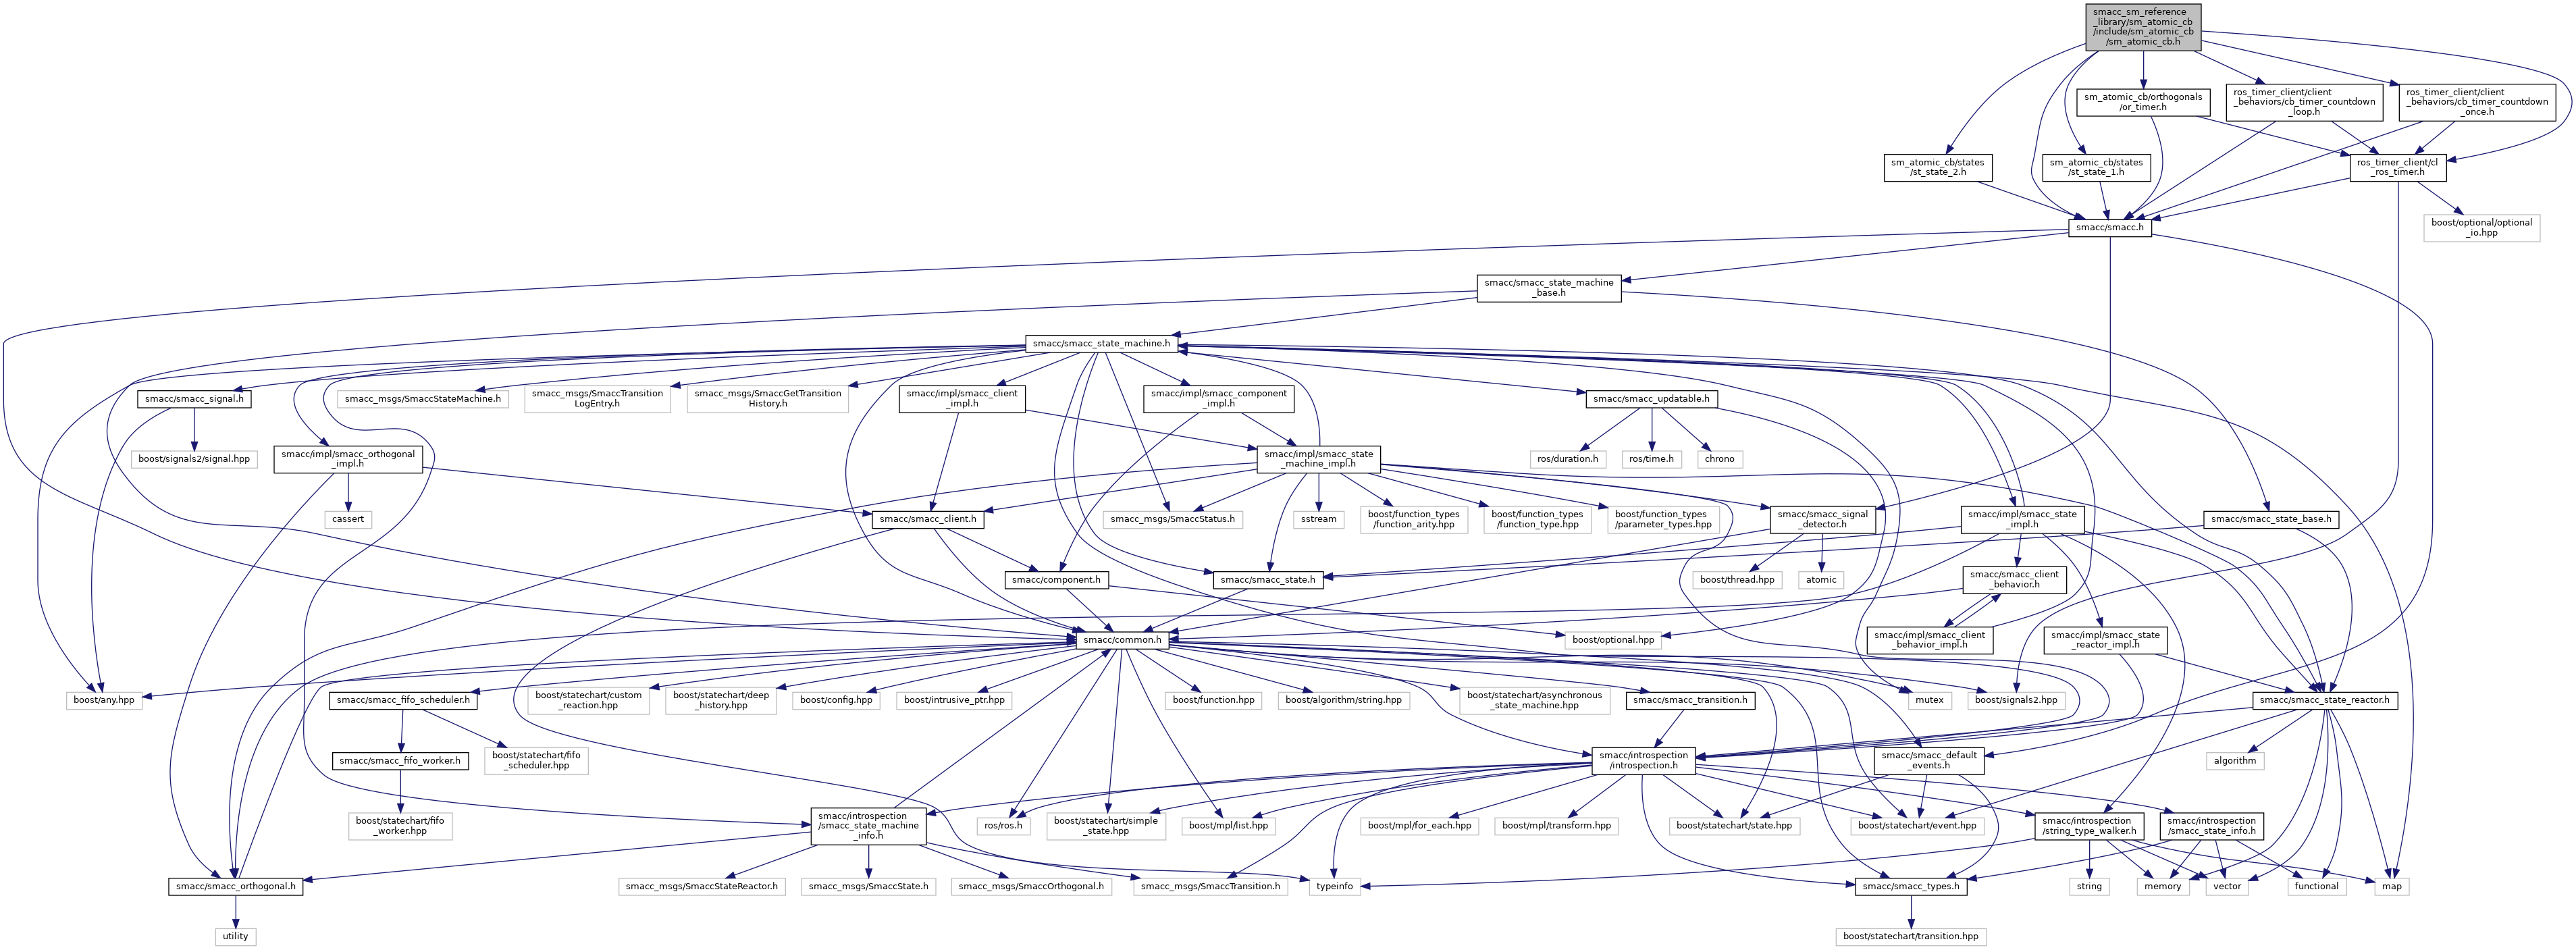 smacc_sm_reference
_library/sm_atomic_cb
/include/sm_atomic_cb
/sm_atomic_cb.h
sm_atomic_cb/orthogonals
/or_timer.h
ros_timer_client/client
_behaviors/cb_timer_countdown
_loop.h
ros_timer_client/client
_behaviors/cb_timer_countdown
_once.h
sm_atomic_cb/states
/st_state_2.h
sm_atomic_cb/states
/st_state_1.h
ros_timer_client/cl
_ros_timer.h
smacc/smacc.h
boost/optional/optional
_io.hpp
smacc/smacc_state_machine
_base.h
smacc/smacc_state_machine.h
smacc/smacc_signal.h
smacc_msgs/SmaccStateMachine.h
smacc_msgs/SmaccTransition
LogEntry.h
smacc_msgs/SmaccGetTransition
History.h
smacc/impl/smacc_client
_impl.h
smacc/impl/smacc_component
_impl.h
smacc/smacc_updatable.h
boost/signals2/signal.hpp
smacc/impl/smacc_orthogonal
_impl.h
smacc/impl/smacc_state
_machine_impl.h
ros/duration.h
ros/time.h
chrono
cassert
smacc/smacc_client.h
smacc_msgs/SmaccStatus.h
sstream
boost/function_types
/function_arity.hpp
boost/function_types
/function_type.hpp
boost/function_types
/parameter_types.hpp
smacc/smacc_signal
_detector.h
smacc/impl/smacc_state
_impl.h
smacc/smacc_state_base.h
smacc/component.h
smacc/smacc_state.h
boost/thread.hpp
atomic
smacc/smacc_client
_behavior.h
smacc/common.h
boost/optional.hpp
smacc/impl/smacc_client
_behavior_impl.h
smacc/impl/smacc_state
_reactor_impl.h
boost/any.hpp
smacc/smacc_fifo_scheduler.h
boost/statechart/custom
_reaction.hpp
boost/statechart/deep
_history.hpp
boost/config.hpp
boost/intrusive_ptr.hpp
boost/function.hpp
boost/algorithm/string.hpp
boost/statechart/asynchronous
_state_machine.hpp
smacc/smacc_transition.h
mutex
boost/signals2.hpp
smacc/smacc_state_reactor.h
smacc/smacc_fifo_worker.h
boost/statechart/fifo
_scheduler.hpp
smacc/introspection
/introspection.h
smacc/smacc_default
_events.h
algorithm
boost/statechart/fifo
_worker.hpp
smacc/introspection
/smacc_state_machine
_info.h
ros/ros.h
boost/statechart/simple
_state.hpp
boost/mpl/list.hpp
boost/mpl/for_each.hpp
boost/mpl/transform.hpp
boost/statechart/state.hpp
boost/statechart/event.hpp
smacc/introspection
/string_type_walker.h
smacc/introspection
/smacc_state_info.h
smacc/smacc_orthogonal.h
smacc_msgs/SmaccStateReactor.h
smacc_msgs/SmaccState.h
smacc_msgs/SmaccOrthogonal.h
smacc_msgs/SmaccTransition.h
typeinfo
smacc/smacc_types.h
string
memory
vector
functional
map
utility
boost/statechart/transition.hpp